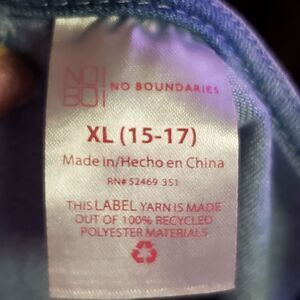 NO!
BO! NO BOUNDARIES
XL (15-17)
Made in/Hecho en China
RN# 52469 351
THIS LABEL YARN IS MADE
OUT OF 100% RECYCLED
POLYESTER MATERIALS